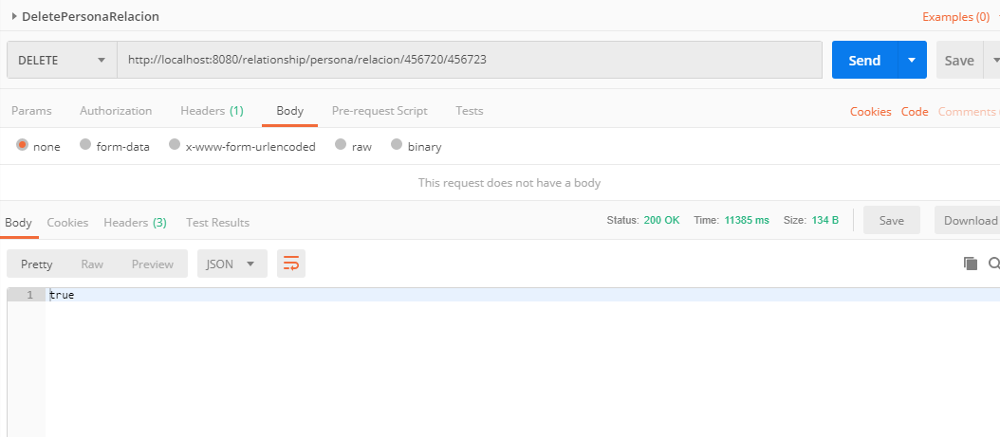 DeletePersonaRelacion Examples (0)
DELETE http://localhost:8080/relationship/persona/relacion/456720/456723 Send Save
Params Authorization Headers (1) Body Pre-request Script Tests Cookies Code Comments
none form-data x-www-form-urlencoded raw binary
This request does not have a body
Body Cookies Headers (3) Test Results Status: 200 OK Time: 11385 ms Size: 134 B Save Download
Pretty Raw Preview JSON
1 true